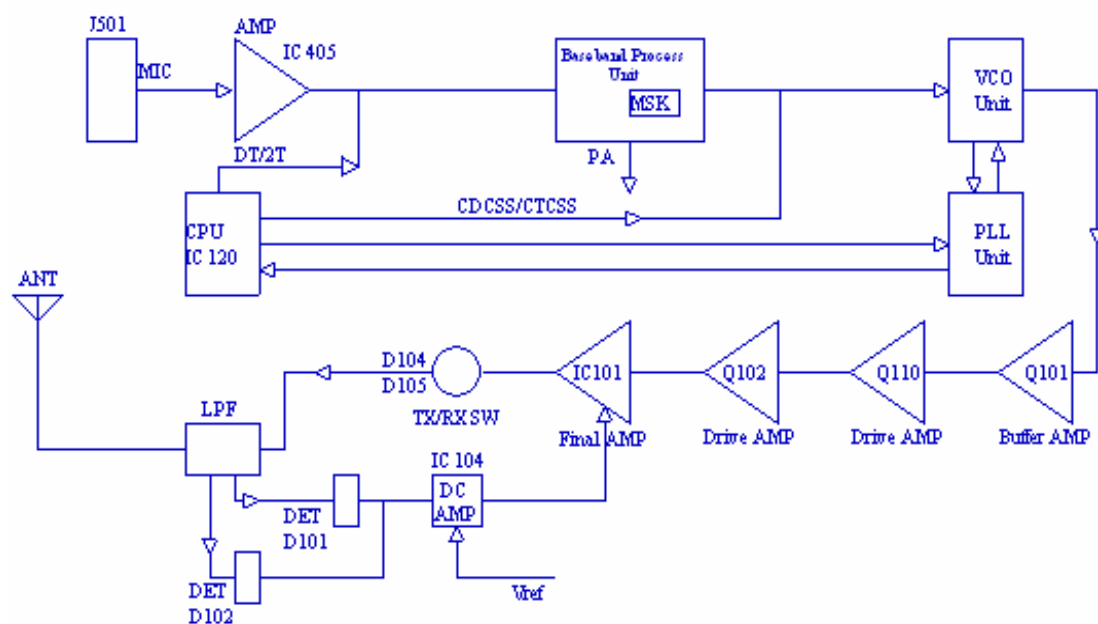 J501
AMP
IC 405
MIC
Baseband Process
Unit
MSK
VCO
Unit
DT/2T
PA
CDCSS/CTCSS
CPU
IC 120
PLL
Unit
ANT
D104
D105
TX/RX SW
IC101
Q102
Q110
Q101
Final AMP
Drive AMP
Drive AMP
Buffer AMP
LPF
IC 104
DC
AMP
DET
D101
DET
D102
Vref